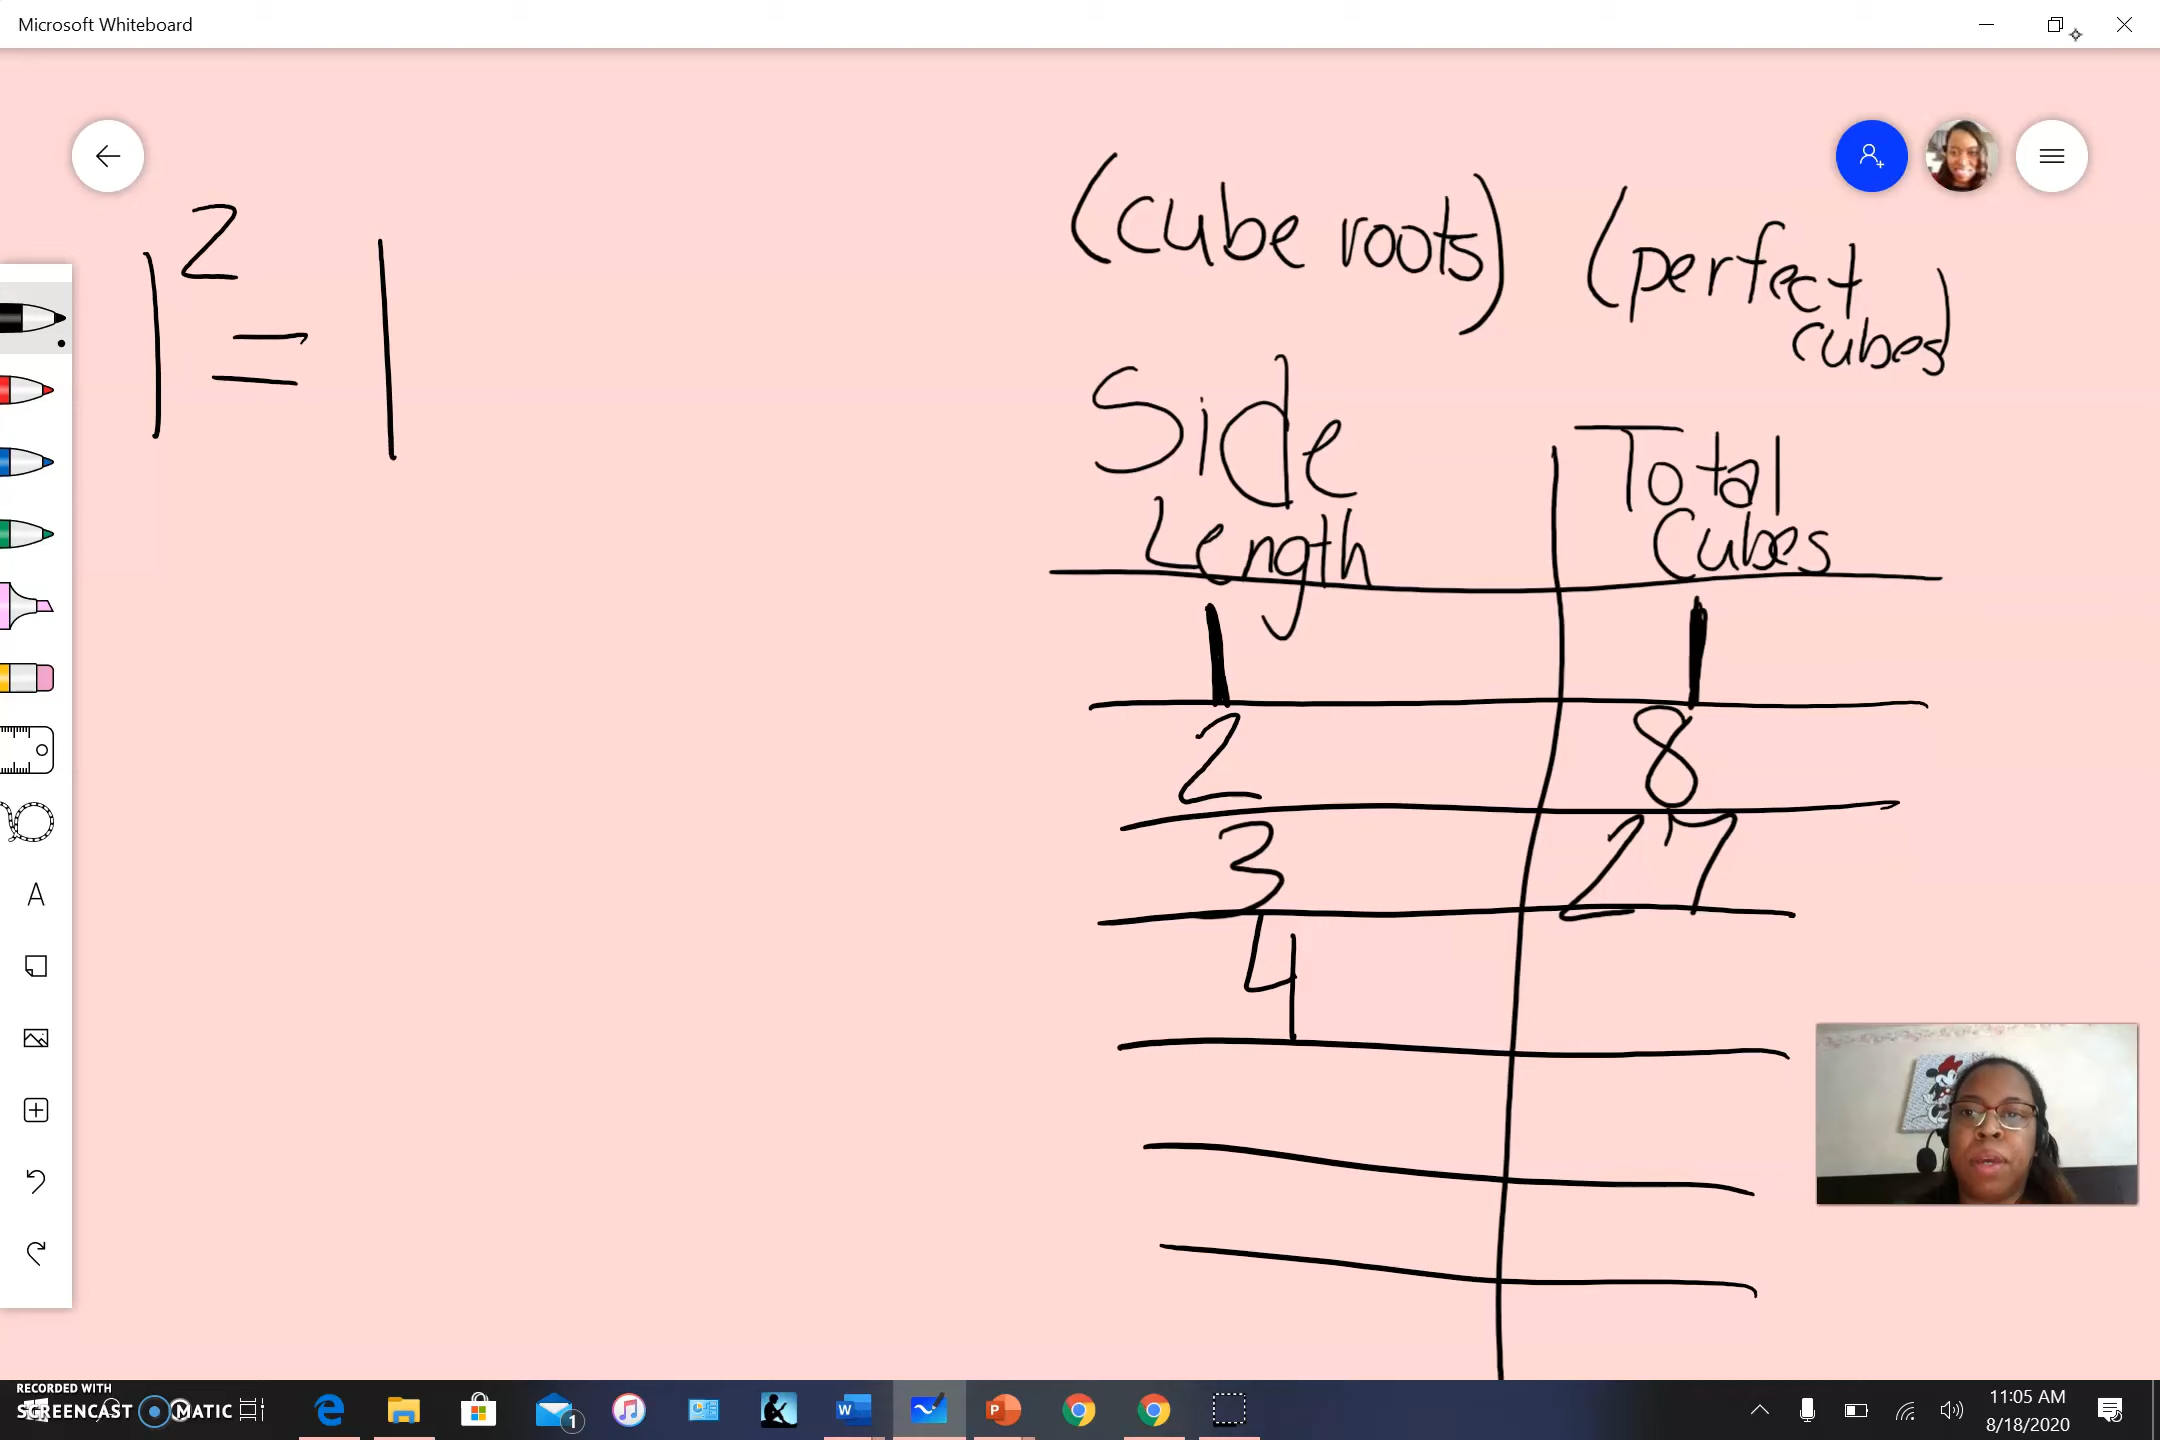 Microsoft Whiteboard
1² = 1
(cube roots) (perfect
cubes)
Side Total
Length Cubes
1 1
2 8
3 27
4
A
RECORDED WITH
SCREENCAST MATIC
1
W
P
11:05 AM
8/18/2020